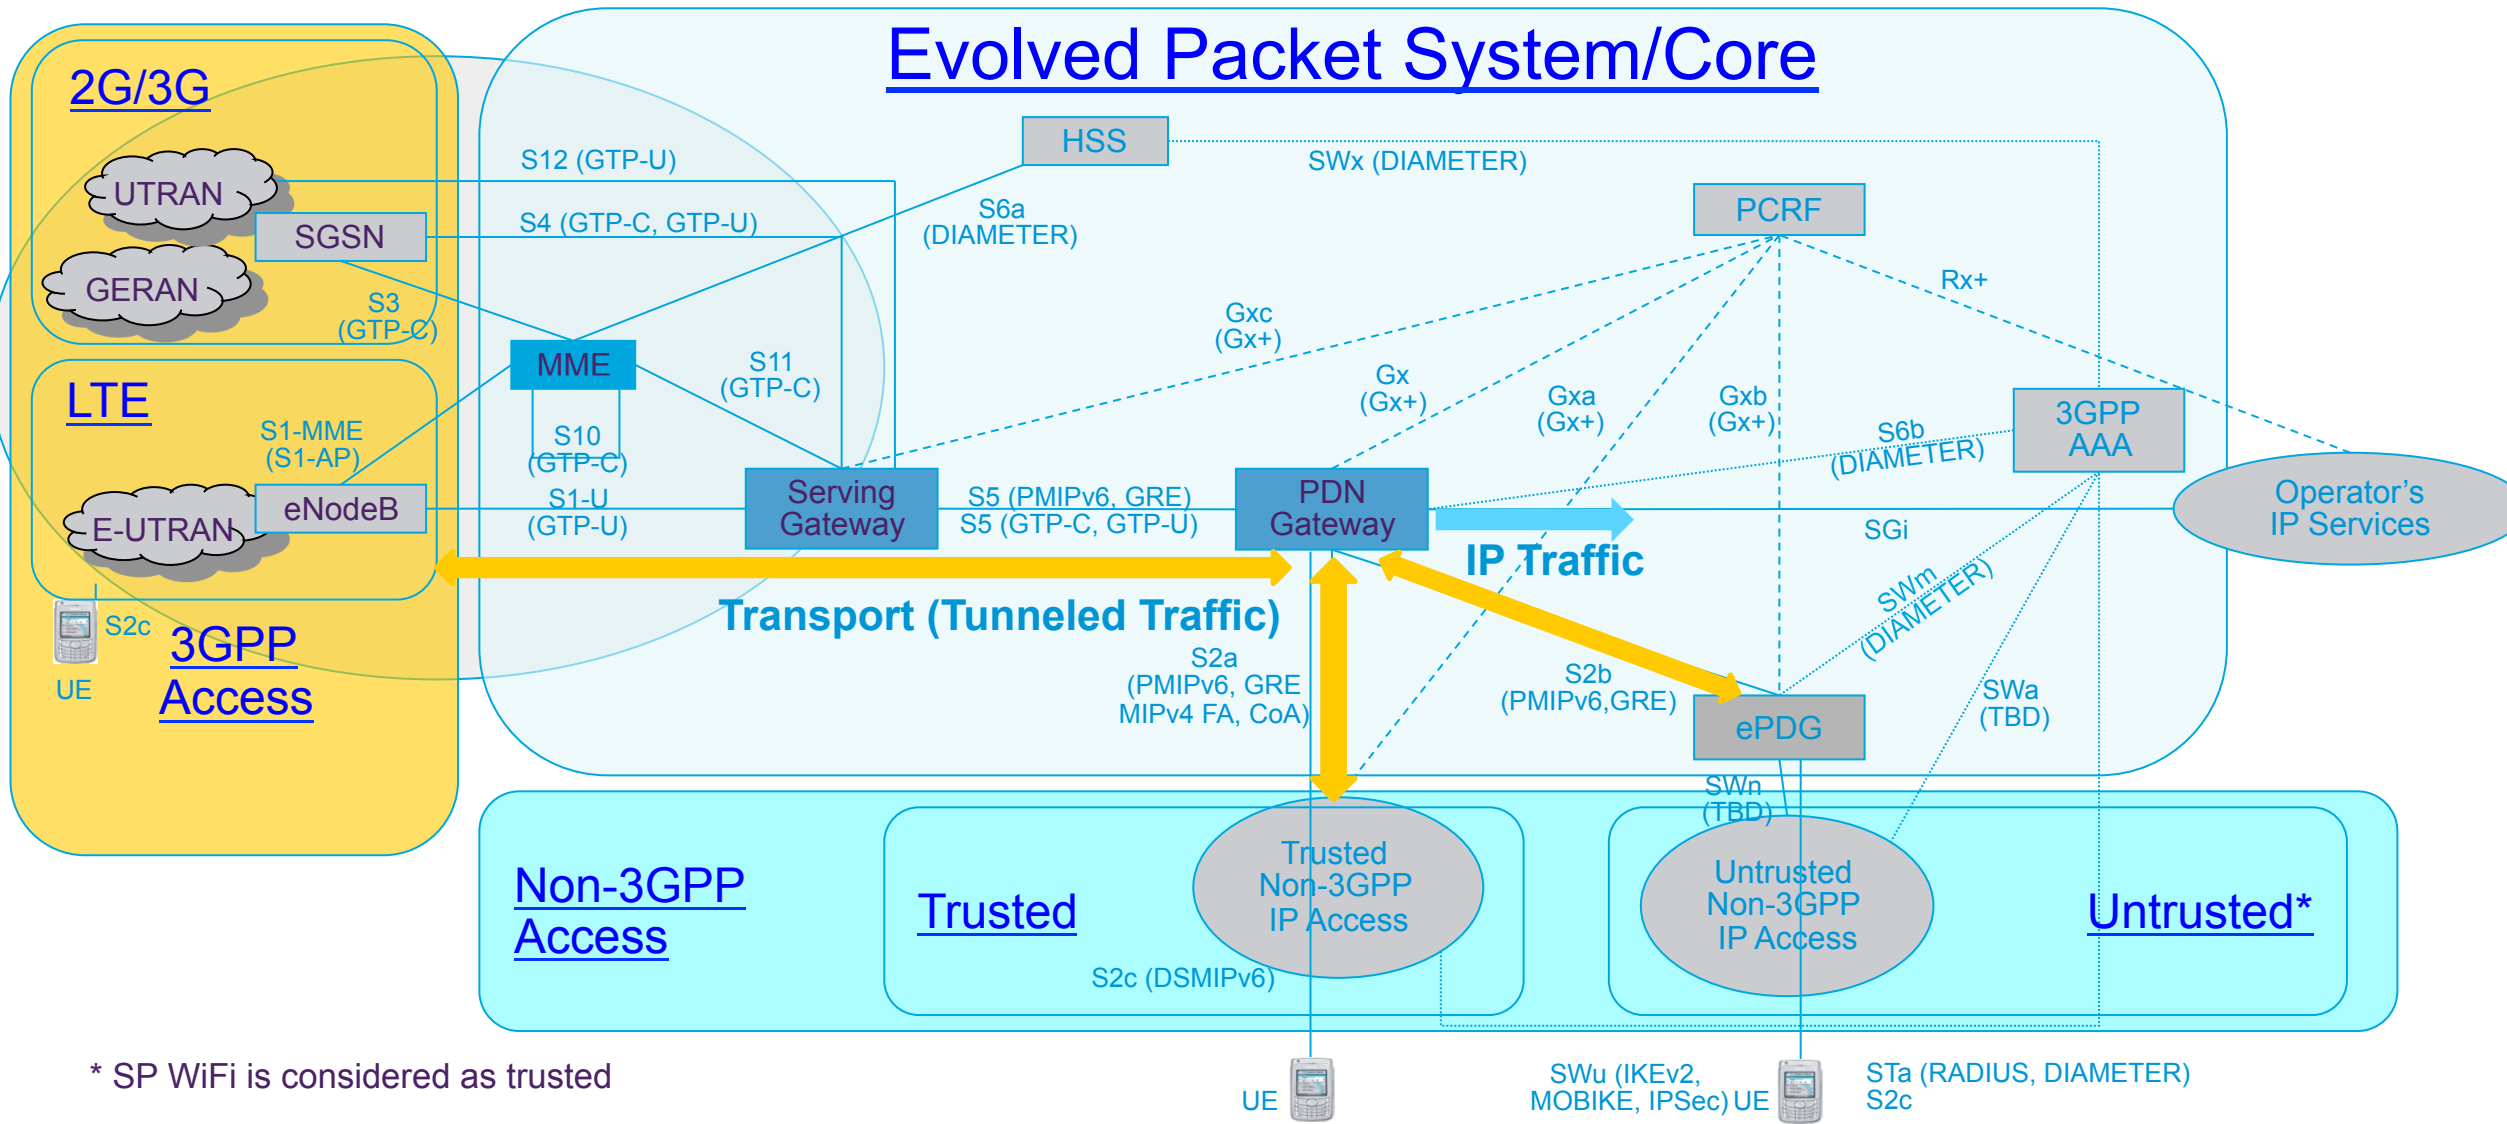 Evolved Packet System/Core
2G/3G
UTRAN
SGSN
GERAN
S3
(GTP-C)
S12 (GTP-U)
S4 (GTP-C, GTP-U)
HSS
SWx (DIAMETER)
S6a
(DIAMETER)
PCRF
Rx+
MME
S11
(GTP-C)
S10
(GTP-C)
Gxc
(Gx+)
Gx
(Gx+)
Gxa
(Gx+)
Gxb
(Gx+)
3GPP
AAA
S6b
(DIAMETER)
LTE
S1-MME
(S1-AP)
E-UTRAN
eNodeB
S1-U
(GTP-U)
Serving
Gateway
S5 (PMIPv6, GRE)
S5 (GTP-C, GTP-U)
PDN
Gateway
IP Traffic
SGi
Operator's
IP Services
Transport (Tunneled Traffic)
S2c
UE
3GPP
Access
S2a
(PMIPv6, GRE
MIPv4 FA, CoA)
S2b
(PMIPv6,GRE)
SWm
(DIAMETER)
ePDG
SWa
(TBD)
SWn
(TBD)
Non-3GPP
Access
Trusted
Trusted
Non-3GPP
IP Access
S2c (DSMIPv6)
Untrusted
Non-3GPP
IP Access
Untrusted*
* SP WiFi is considered as trusted
UE
SWu (IKEv2,
MOBIKE, IPSec) UE
STa (RADIUS, DIAMETER)
S2c